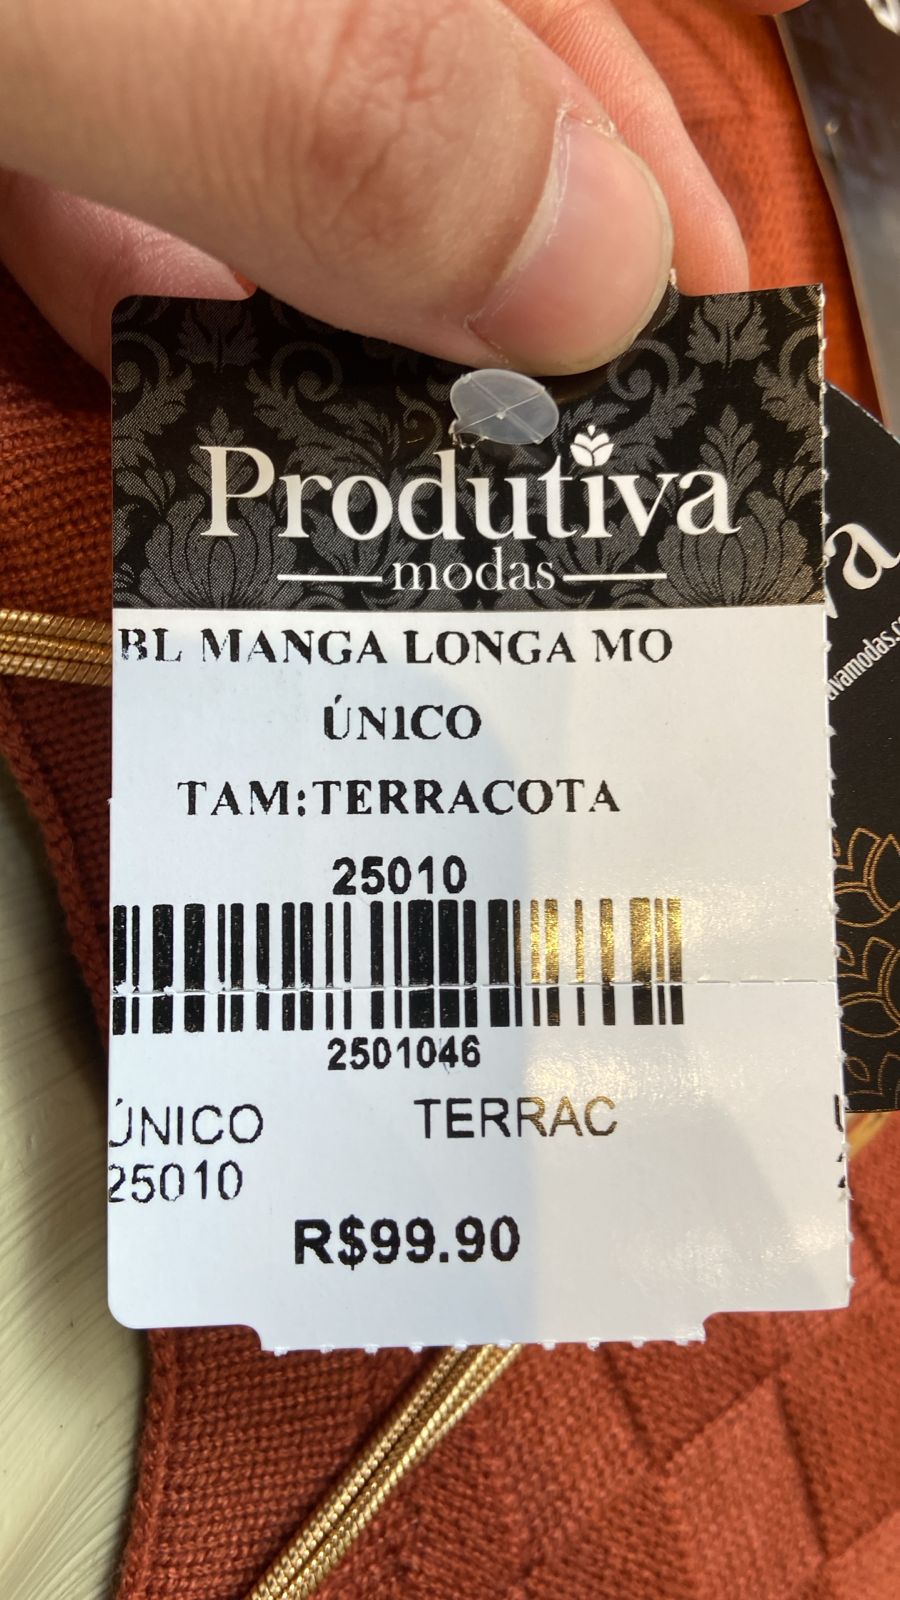 Produtiva
modas
BL MANGA LONGA MO
ÚNICO
TAM:TERRACOTA
25010
2501046
ÚNICO TERRAC
25010
R$99.90